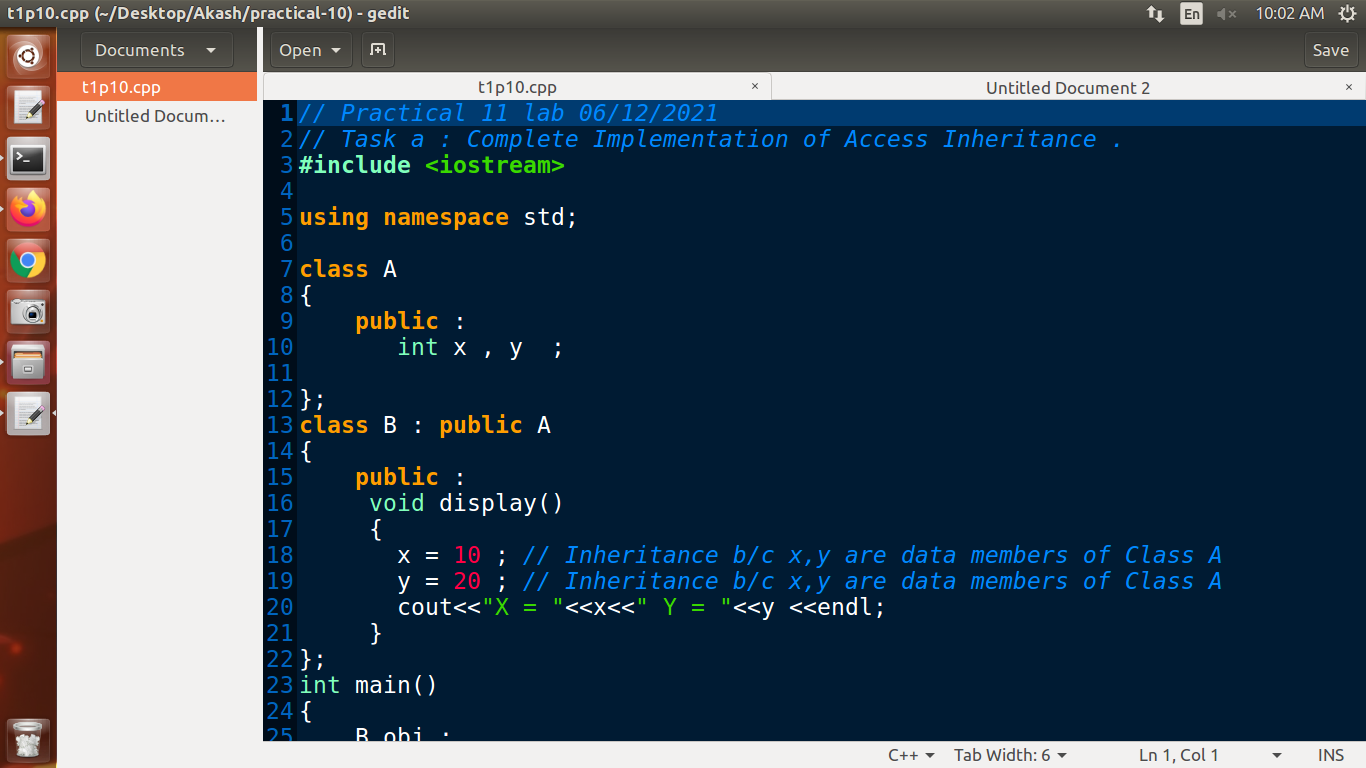 t1p10.cpp (~/Desktop/Akash/practical-10) - gedit
En
10:02 AM
Documents
Open
Save
t1p10.cpp
Untitled Docum…
t1p10.cpp ×
Untitled Document 2 ×
1 // Practical 11 lab 06/12/2021
2 // Task a : Complete Implementation of Access Inheritance .
3 #include <iostream>
4
5 using namespace std;
6
7 class A
8 {
9     public :
10        int x , y  ;
11
12 };
13 class B : public A
14 {
15     public :
16      void display()
17      {
18        x = 10 ; // Inheritance b/c x,y are data members of Class A
19        y = 20 ; // Inheritance b/c x,y are data members of Class A
20        cout<<"X = "<<x<<" Y = "<<y <<endl;
21      }
22 };
23 int main()
24 {
25     B obj ;
C++
Tab Width: 6
Ln 1, Col 1
INS